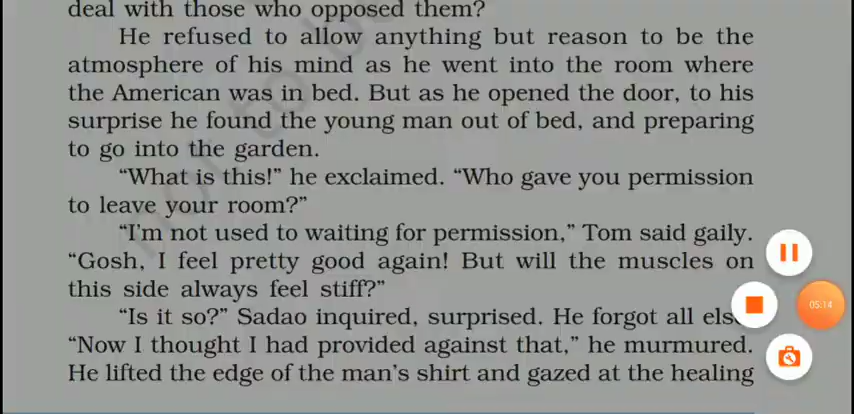 deal with those who opposed them?
He refused to allow anything but reason to be the
atmosphere of his mind as he went into the room where
the American was in bed. But as he opened the door, to his
surprise he found the young man out of bed, and preparing
to go into the garden.
“What is this!” he exclaimed. “Who gave you permission
to leave your room?”
“I’m not used to waiting for permission,” Tom said gaily.
“Gosh, I feel pretty good again! But will the muscles on
this side always feel stiff?”
“Is it so?” Sadao inquired, surprised. He forgot all els
05:14
“Now I thought I had provided against that,” he murmured.
He lifted the edge of the man’s shirt and gazed at the healing